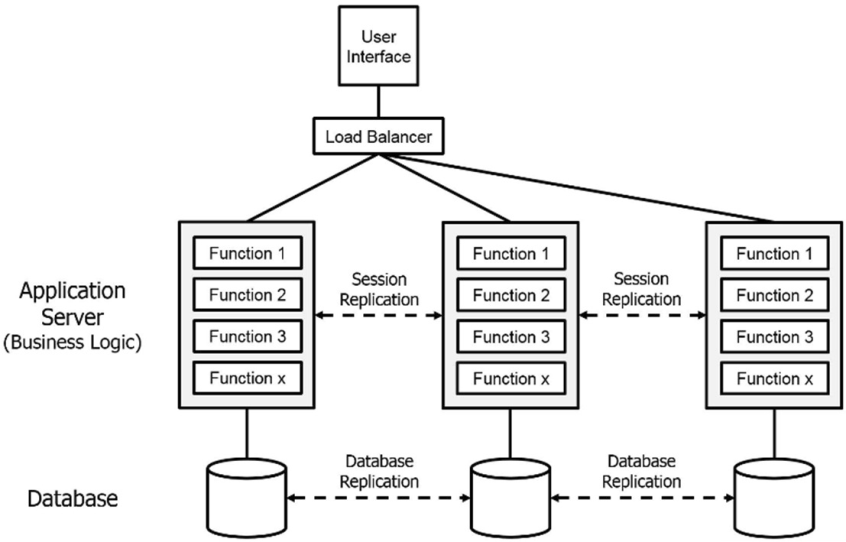 User
Interface
Load Balancer
Application
Server
(Business Logic)
Function 1
Function 2
Function 3
Function x
Session
Replication
Function 1
Function 2
Function 3
Function x
Session
Replication
Function 1
Function 2
Function 3
Function x
Database
Database
Replication
Database
Replication